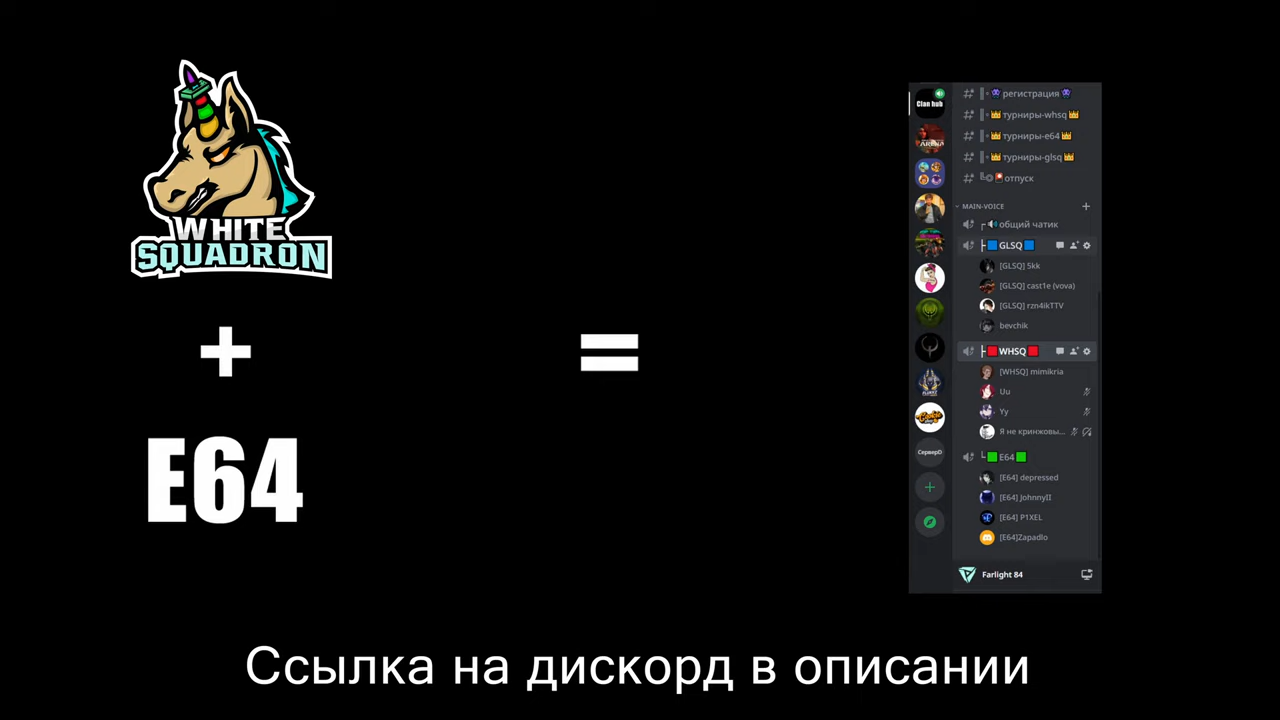 WHITE
SQUADRON
+
E64
=
Clan hub
ARENA
СерверD
регистрация
турниры-whsq
турниры-e64
турниры-glsq
отпуск
MAIN-VOICE
общий чатик
GLSQ
[GLSQ] 5kk
[GLSQ] cast1e (vova)
[GLSQ] rzn4ikTTV
bevchik
WHSQ
[WHSQ] mimikria
Uu
Yy
Я не кринжовы...
E64
[E64] depressed
[E64] JohnnyII
[E64] P1XEL
[E64]Zapadlo
Farlight 84
Ссылка на дискорд в описании